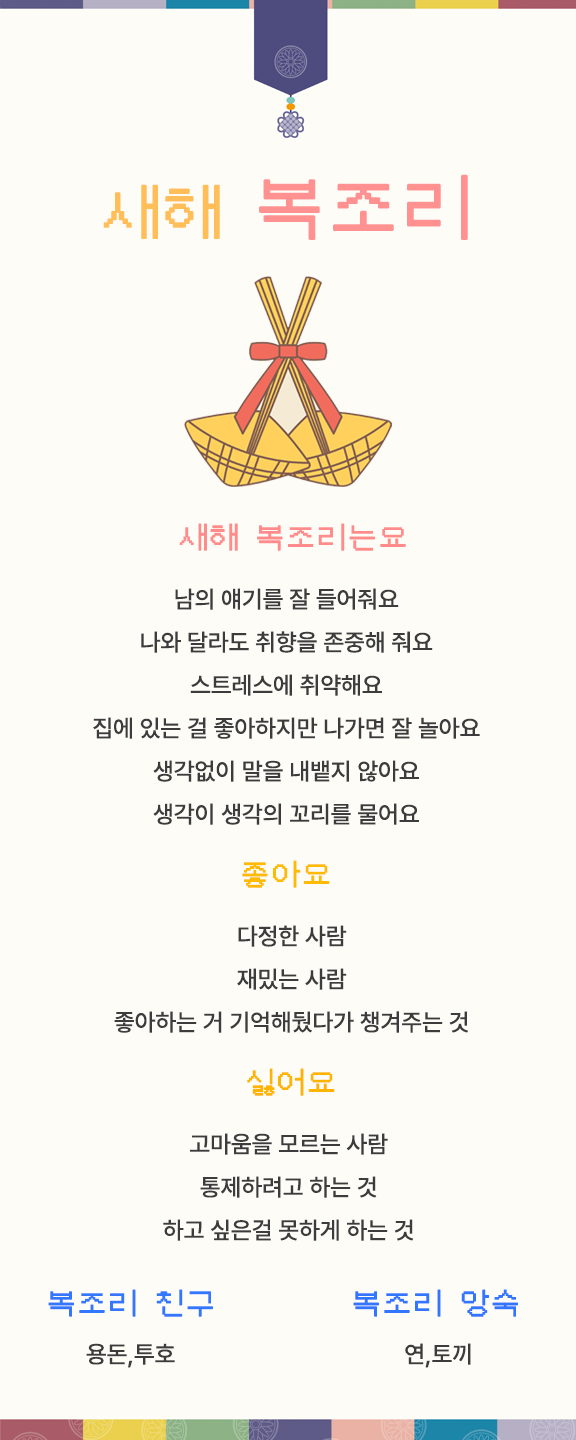 새해 복조리
새해 복조리는요
남의 얘기를 잘 들어줘요
나와 달라도 취향을 존중해 줘요
스트레스에 취약해요
집에 있는 걸 좋아하지만 나가면 잘 놀아요
생각없이 말을 내뱉지 않아요
생각이 생각의 꼬리를 물어요
좋아요
다정한 사람
재밌는 사람
좋아하는 거 기억해뒀다가 챙겨주는 것
싫어요
고마움을 모르는 사람
통제하려고 하는 것
하고 싶은걸 못하게 하는 것
복조리 친구
용돈,투호
복조리 앙숙
연,토끼